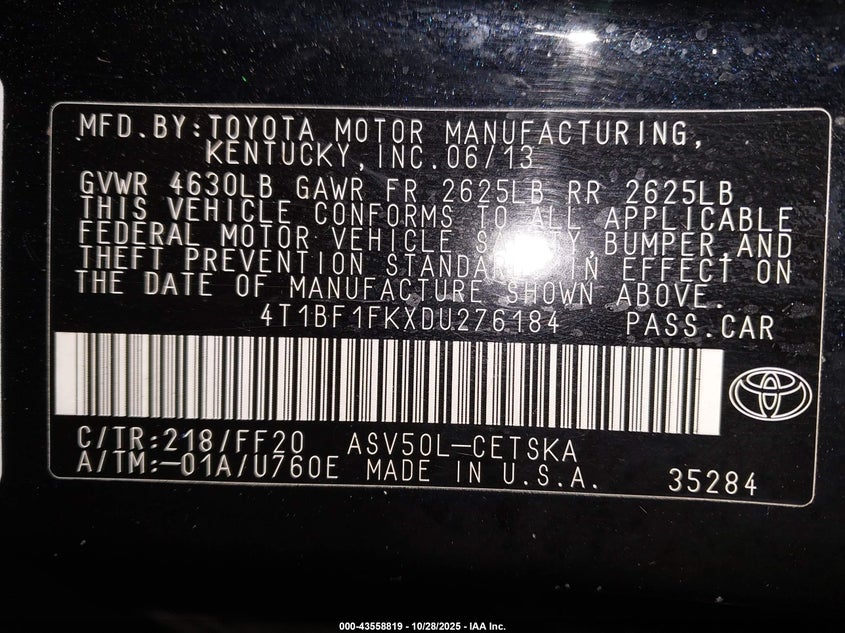 MFD.BY:TOYOTA MOTOR MANUFACTURING,
KENTUCKY,INC.06/13
GVWR 4630LB GAWR FR 2625LB RR 2625LB
THIS VEHICLE CONFORMS TO ALL APPLICABLE
FEDERAL MOTOR VEHICLE SAFETY,BUMPER,AND
THEFT PREVENTION STANDARDS IN EFFECT ON
THE DATE OF MANUFACTURE SHOWN ABOVE.
4T1BF1FKXDU276184 PASS.CAR
C/TR:218/FF20 ASV50L-CETSKA
A/TM:-01A/U760E MADE IN U.S.A. 35284
000-43558819 - 10/28/2025 - IAA Inc.